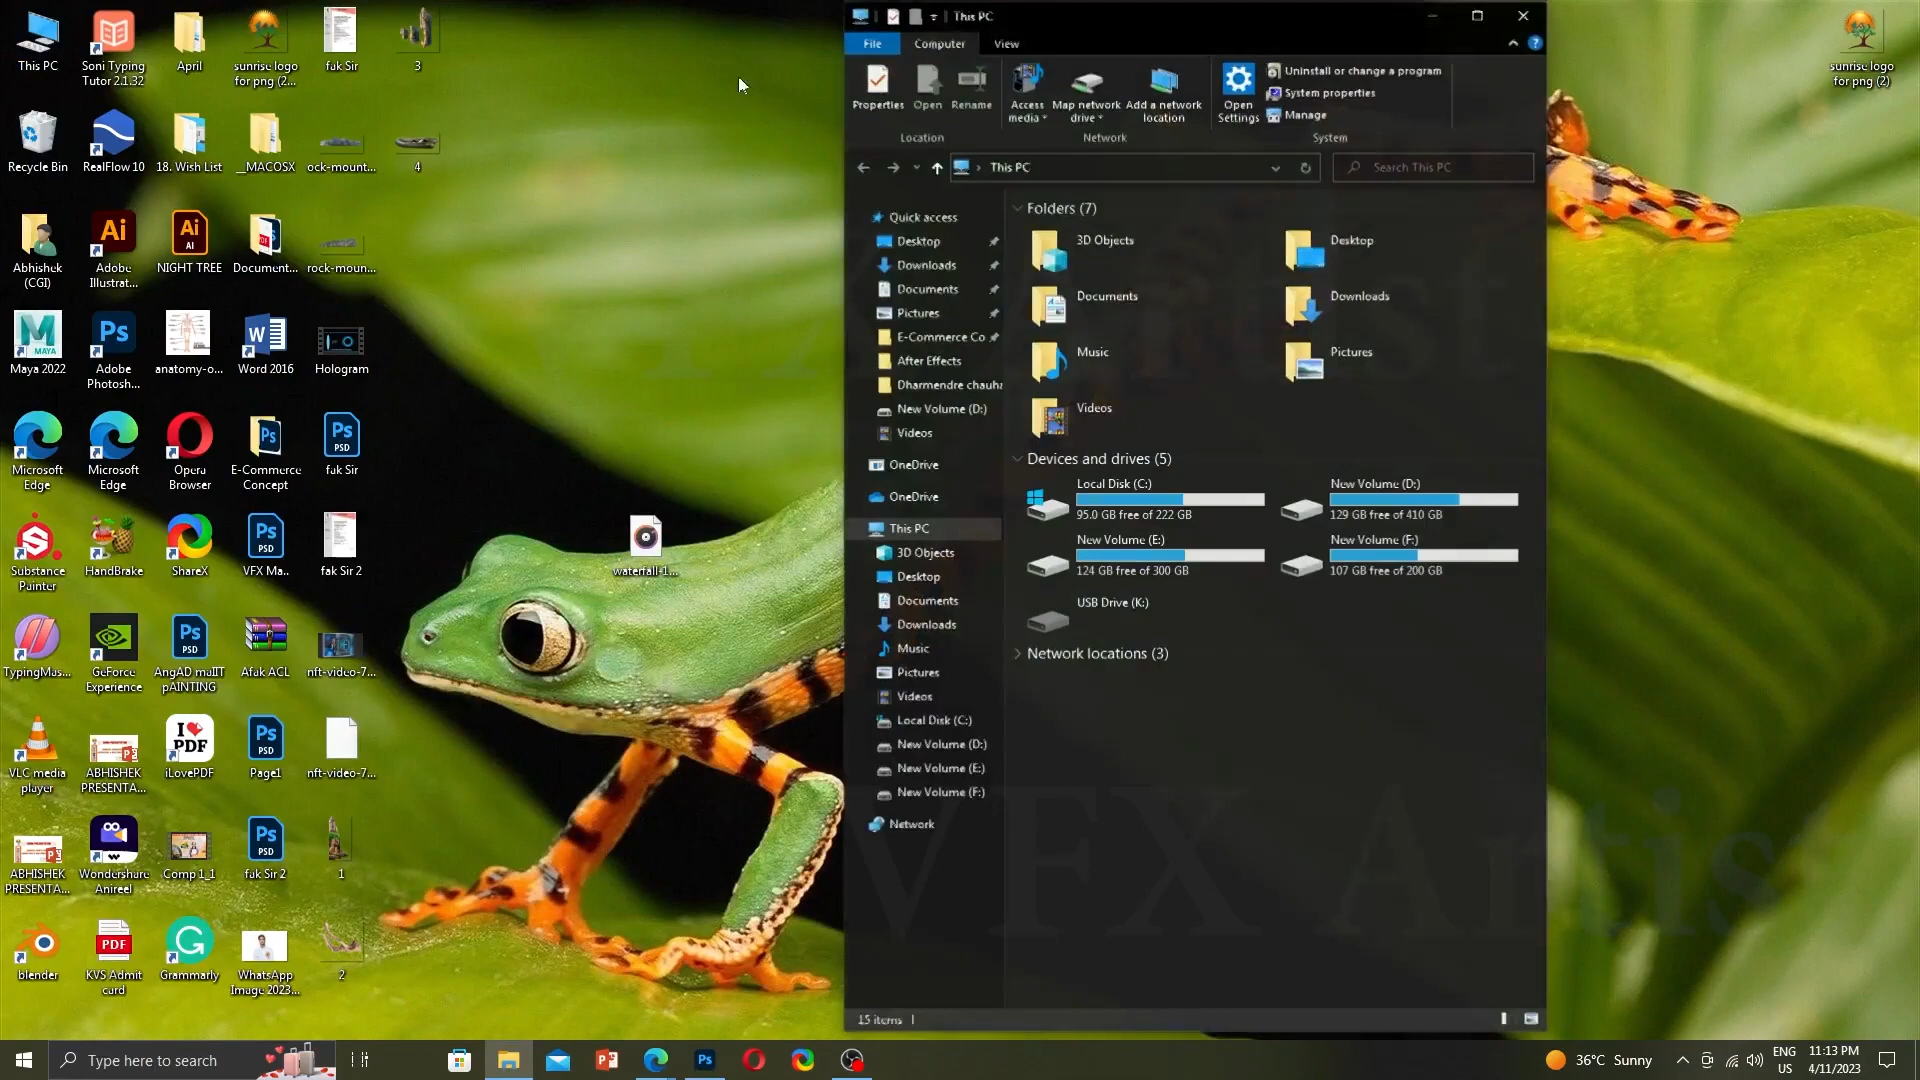 This PC
Soni Typing
Tutor 2.1.32
April
sunrise logo
for png (2...
fak Sir
3
Recycle Bin
RealFlow 10
18. Wish List
__MACOSX
ock-mount...
4
Abhishek
(CGI)
Adobe
Illustrat...
NIGHT TREE
Document...
rock-moun...
Maya 2022
Adobe
Photosh...
anatomy-o...
Word 2016
Hologram
Microsoft
Edge
Microsoft
Edge
Opera
Browser
E-Commerce
Concept
fak Sir
Substance
Painter
HandBrake
ShareX
VFX Ma..
fak Sir 2
waterfall-1...
TypingMas...
GeForce
Experience
AngAD maIIT
pAINTING
Afak ACL
nft-video-7...
VLC media
player
ABHISHEK
PRESENTA...
iLovePDF
Page1
nft-video-7...
ABHISHEK
PRESENTA...
Wondershare
Anireel
Comp 1_1
fak Sir 2
1
blender
KVS Admit
card
Grammarly
WhatsApp
Image 2023...
2
This PC
File
Computer
View
Properties
Open
Rename
Access
media
Map network
drive
Add a network
location
Open
Settings
Uninstall or change a program
System properties
Manage
Location
Network
System
This PC
Search This PC
Quick access
Desktop
Downloads
Documents
Pictures
E-Commerce Co
After Effects
Dharmendre chauha
New Volume (D:)
Videos
OneDrive
OneDrive
This PC
3D Objects
Desktop
Documents
Downloads
Music
Pictures
Videos
Local Disk (C:)
New Volume (D:)
New Volume (E:)
New Volume (F:)
Network
Folders (7)
3D Objects
Desktop
Documents
Downloads
Music
Pictures
Videos
Devices and drives (5)
Local Disk (C:)
95.0 GB free of 222 GB
New Volume (D:)
129 GB free of 410 GB
New Volume (E:)
124 GB free of 300 GB
New Volume (F:)
107 GB free of 200 GB
USB Drive (K:)
Network locations (3)
VFX Artist
15 items
sunrise logo
for png (2)
Type here to search
36°C Sunny
ENG
US
11:13 PM
4/11/2023